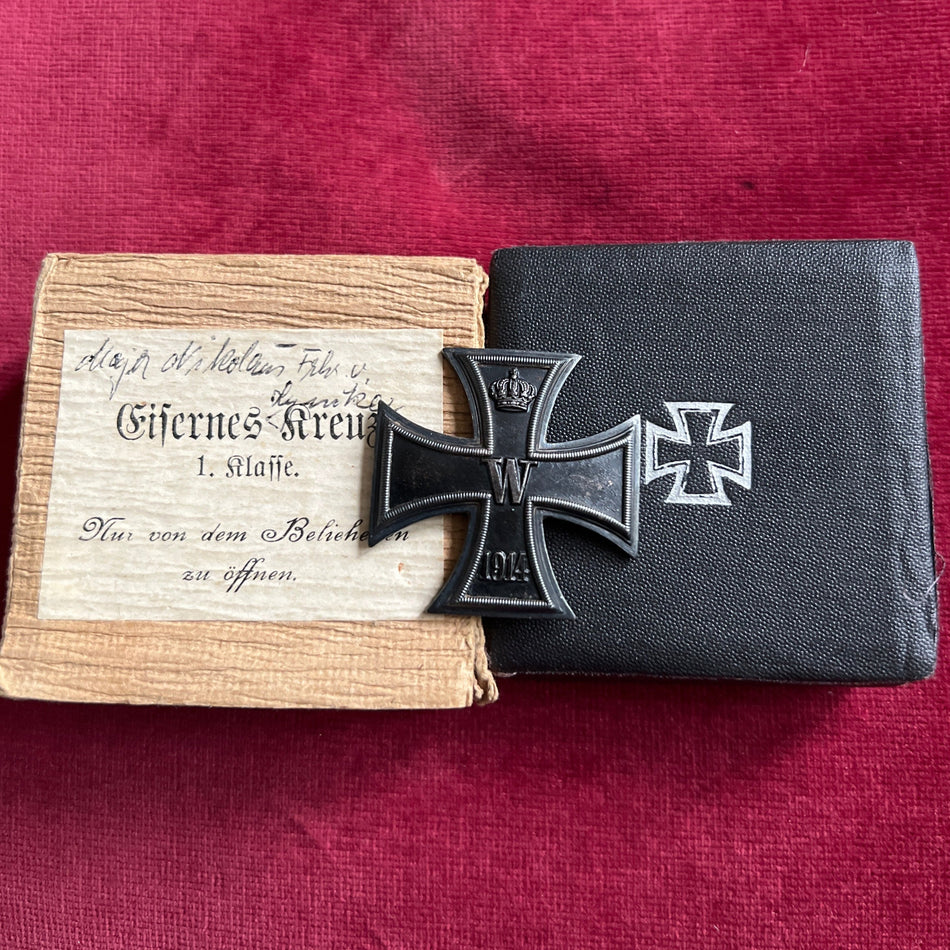 Major Nikolaus Frhr v
Eisernes Kreuz
1. Klasse.
Nur von dem Beliehenen
zu öffnen.
W
1914